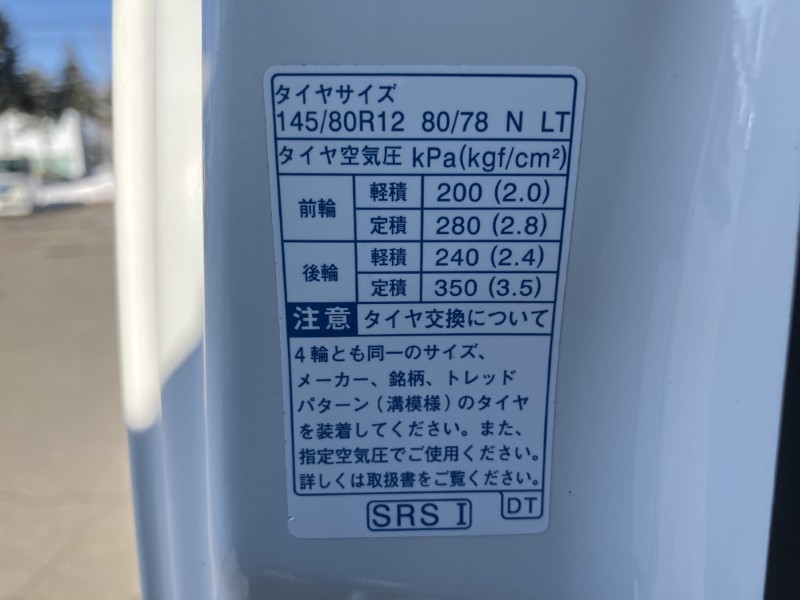 タイヤサイズ
145/80R12 80/78 N LT
タイヤ空気圧 kPa(kgf/cm²)
前輪 軽積 200 (2.0)
定積 280 (2.8)
後輪 軽積 240 (2.4)
定積 350 (3.5)
注意 タイヤ交換について
4輪とも同一のサイズ、
メーカー、銘柄、トレッド
パターン(溝模様)のタイヤ
を装着してください。また、
指定空気圧でご使用ください。
詳しくは取扱書をご覧ください。
SRS I DT